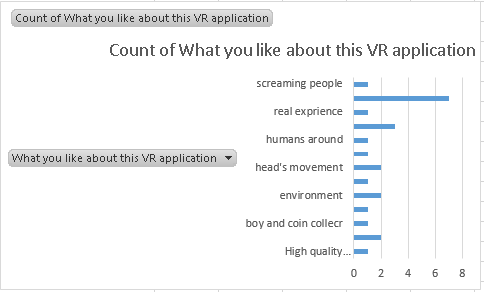 Count of What you like about this VR application
Count of What you like about this VR application
screaming people
real exprience
humans around
What you like about this VR application
head's movement
environment
boy and coin collecr
High quality...
0 2 4 6 8